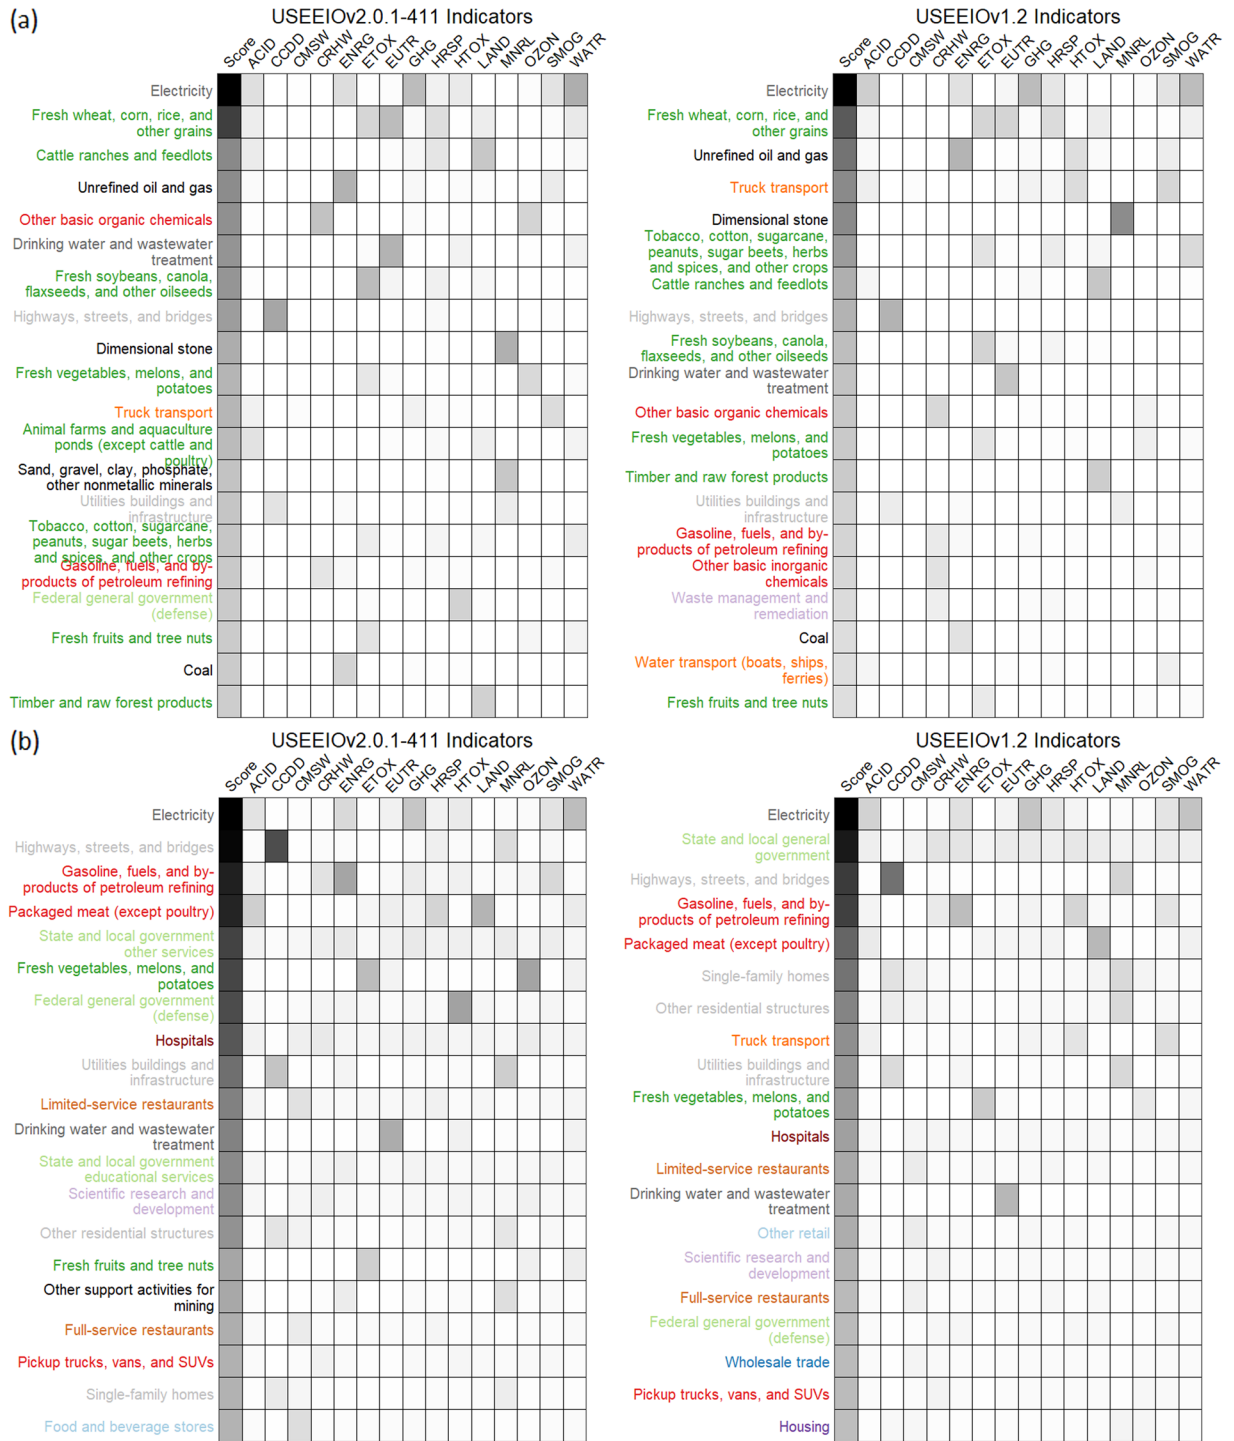 (a)
USEEIOv2.0.1-411 Indicators
Score ACID CCDD CMSW CRHW ENRG ETOX EUTR GHG HRSP HTOX LAND MNRL OZON SMOG WATR
Electricity
Fresh wheat, corn, rice, and
other grains
Cattle ranches and feedlots
Unrefined oil and gas
Other basic organic chemicals
Drinking water and wastewater
treatment
Fresh soybeans, canola,
flaxseeds, and other oilseeds
Highways, streets, and bridges
Dimensional stone
Fresh vegetables, melons, and
potatoes
Truck transport
Animal farms and aquaculture
ponds (except cattle and
poultry)
Sand, gravel, clay, phosphate,
other nonmetallic minerals
Utilities buildings and
infrastructure
Tobacco, cotton, sugarcane,
peanuts, sugar beets, herbs
and spices, and other crops
Gasoline, fuels, and by-
products of petroleum refining
Federal general government
(defense)
Fresh fruits and tree nuts
Coal
Timber and raw forest products
USEEIOv1.2 Indicators
Score ACID CCDD CMSW CRHW ENRG ETOX EUTR GHG HRSP HTOX LAND MNRL OZON SMOG WATR
Electricity
Fresh wheat, corn, rice, and
other grains
Unrefined oil and gas
Truck transport
Dimensional stone
Tobacco, cotton, sugarcane,
peanuts, sugar beets, herbs
and spices, and other crops
Cattle ranches and feedlots
Highways, streets, and bridges
Fresh soybeans, canola,
flaxseeds, and other oilseeds
Drinking water and wastewater
treatment
Other basic organic chemicals
Fresh vegetables, melons, and
potatoes
Timber and raw forest products
Utilities buildings and
infrastructure
Gasoline, fuels, and by-
products of petroleum refining
Other basic inorganic
chemicals
Waste management and
remediation
Coal
Water transport (boats, ships,
ferries)
Fresh fruits and tree nuts
(b)
USEEIOv2.0.1-411 Indicators
Score ACID CCDD CMSW CRHW ENRG ETOX EUTR GHG HRSP HTOX LAND MNRL OZON SMOG WATR
Electricity
Highways, streets, and bridges
Gasoline, fuels, and by-
products of petroleum refining
Packaged meat (except poultry)
State and local government
other services
Fresh vegetables, melons, and
potatoes
Federal general government
(defense)
Hospitals
Utilities buildings and
infrastructure
Limited-service restaurants
Drinking water and wastewater
treatment
State and local government
educational services
Scientific research and
development
Other residential structures
Fresh fruits and tree nuts
Other support activities for
mining
Full-service restaurants
Pickup trucks, vans, and SUVs
Single-family homes
Food and beverage stores
USEEIOv1.2 Indicators
Score ACID CCDD CMSW CRHW ENRG ETOX EUTR GHG HRSP HTOX LAND MNRL OZON SMOG WATR
Electricity
State and local general
government
Highways, streets, and bridges
Gasoline, fuels, and by-
products of petroleum refining
Packaged meat (except poultry)
Single-family homes
Other residential structures
Truck transport
Utilities buildings and
infrastructure
Fresh vegetables, melons, and
potatoes
Hospitals
Limited-service restaurants
Drinking water and wastewater
treatment
Other retail
Scientific research and
development
Full-service restaurants
Federal general government
(defense)
Wholesale trade
Pickup trucks, vans, and SUVs
Housing